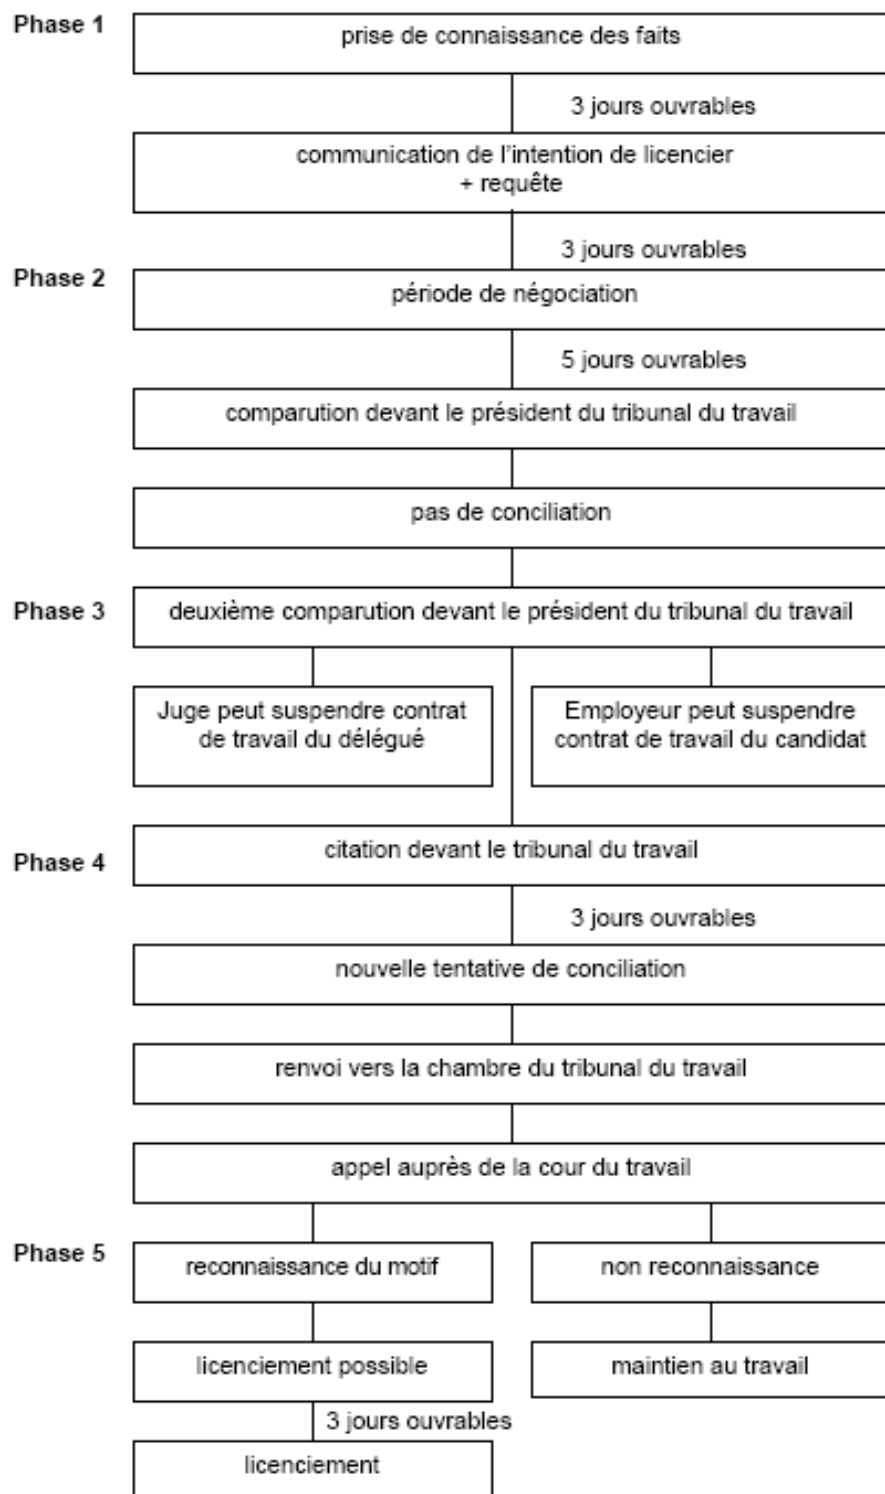 Phase 1
prise de connaissance des faits
3 jours ouvrables
communication de l'intention de licencier
+ requête
3 jours ouvrables
Phase 2
période de négociation
5 jours ouvrables
comparution devant le président du tribunal du travail
pas de conciliation
Phase 3
deuxième comparution devant le président du tribunal du travail
Juge peut suspendre contrat
de travail du délégué
Employeur peut suspendre
contrat de travail du candidat
Phase 4
citation devant le tribunal du travail
3 jours ouvrables
nouvelle tentative de conciliation
renvoi vers la chambre du tribunal du travail
appel auprès de la cour du travail
Phase 5
reconnaissance du motif
non reconnaissance
licenciement possible
maintien au travail
3 jours ouvrables
licenciement